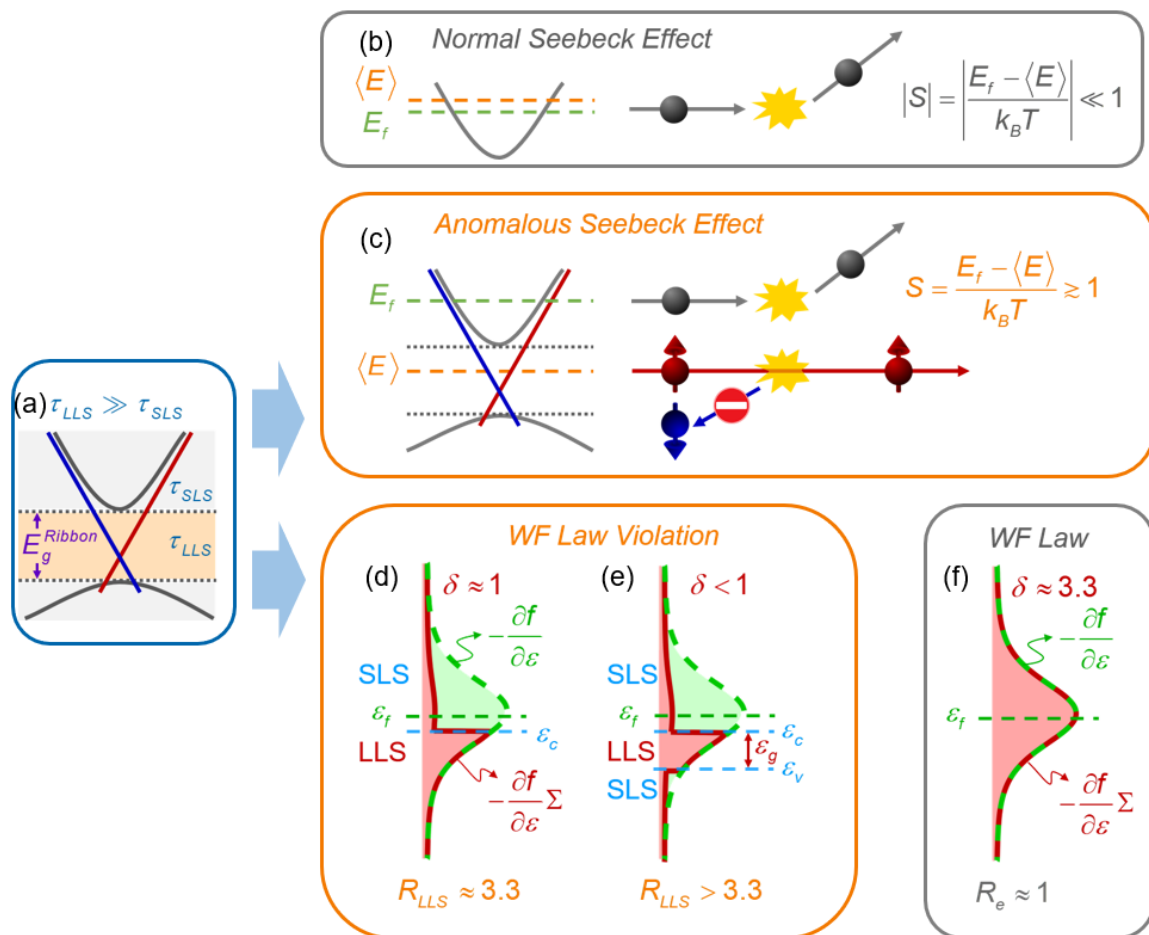 (b) Normal Seebeck Effect
⟨E⟩
E_f
|S| = |(E_f − ⟨E⟩) / (k_B T)| ≪ 1
(c) Anomalous Seebeck Effect
E_f
⟨E⟩
S = (E_f − ⟨E⟩) / (k_B T) ≳ 1
(a) τ_LLS ≫ τ_SLS
τ_SLS
E_g^Ribbon
τ_LLS
WF Law Violation
(d) δ ≈ 1
−∂f/∂ε
SLS
ε_f
ε_c
LLS
−∂f/∂ε Σ
R_LLS ≈ 3.3
(e) δ < 1
SLS
ε_f
ε_c
LLS
ε_g
ε_v
SLS
R_LLS > 3.3
WF Law
(f) δ ≈ 3.3
−∂f/∂ε
ε_f
−∂f/∂ε Σ
R_e ≈ 1